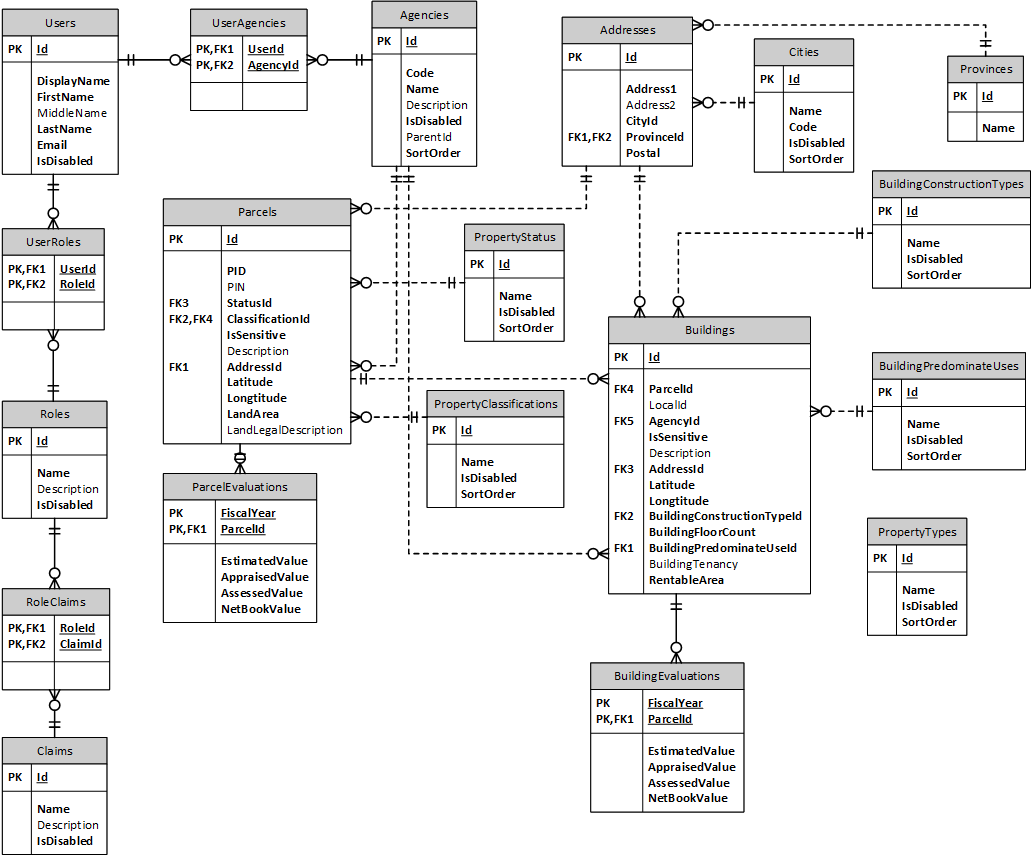 Users
PK Id
DisplayName
FirstName
MiddleName
LastName
Email
IsDisabled
UserAgencies
PK,FK1 UserId
PK,FK2 AgencyId
Agencies
PK Id
Code
Name
Description
IsDisabled
ParentId
SortOrder
Addresses
PK Id
Address1
Address2
CityId
FK1,FK2 ProvinceId
Postal
Cities
PK Id
Name
Code
IsDisabled
SortOrder
Provinces
PK Id
Name
BuildingConstructionTypes
PK Id
Name
IsDisabled
SortOrder
UserRoles
PK,FK1 UserId
PK,FK2 RoleId
Parcels
PK Id
PID
PIN
FK3 StatusId
FK2,FK4 ClassificationId
IsSensitive
Description
FK1 AddressId
Latitude
Longtitude
LandArea
LandLegalDescription
PropertyStatus
PK Id
Name
IsDisabled
SortOrder
Buildings
PK Id
FK4 ParcelId
LocalId
FK5 AgencyId
IsSensitive
Description
FK3 AddressId
Latitude
Longtitude
FK2 BuildingConstructionTypeId
BuildingFloorCount
FK1 BuildingPredominateUseId
BuildingTenancy
RentableArea
BuildingPredominateUses
PK Id
Name
IsDisabled
SortOrder
Roles
PK Id
Name
Description
IsDisabled
PropertyClassifications
PK Id
Name
IsDisabled
SortOrder
ParcelEvaluations
PK FiscalYear
PK,FK1 ParcelId
EstimatedValue
AppraisedValue
AssessedValue
NetBookValue
PropertyTypes
PK Id
Name
IsDisabled
SortOrder
RoleClaims
PK,FK1 RoleId
PK,FK2 ClaimId
BuildingEvaluations
PK FiscalYear
PK,FK1 ParcelId
EstimatedValue
AppraisedValue
AssessedValue
NetBookValue
Claims
PK Id
Name
Description
IsDisabled